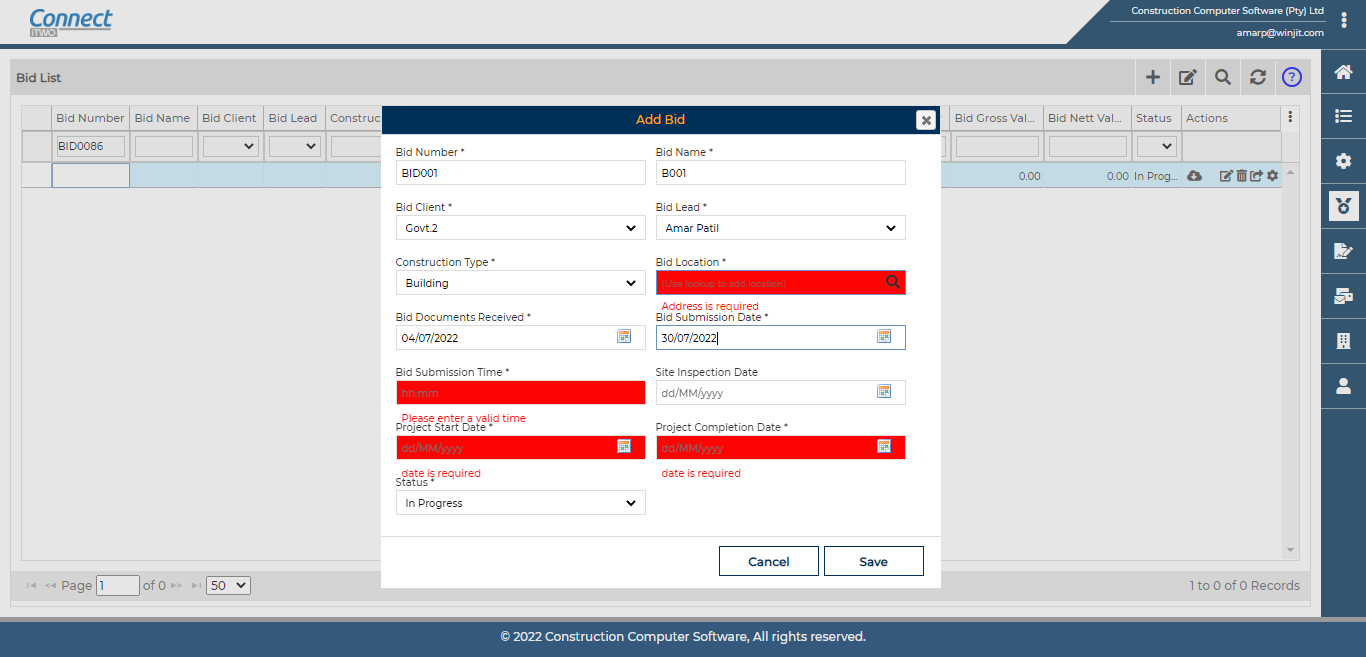 Connect
iTWO
Construction Computer Software (Pty) Ltd
amarp@winjit.com
Bid List
?
Bid Number Bid Name Bid Client Bid Lead Construc
Bid Gross Val... Bid Nett Val... Status Actions
BID0086
0.00 0.00 In Prog...
Add Bid
Bid Number * Bid Name *
BID001 B001
Bid Client * Bid Lead *
Govt.2 Amar Patil
Construction Type * Bid Location *
Building (Use lookup to add location)
Address is required
Bid Documents Received * Bid Submission Date *
04/07/2022 30/07/2022
Bid Submission Time * Site Inspection Date
hh:mm dd/MM/yyyy
Please enter a valid time
Project Start Date * Project Completion Date *
dd/MM/yyyy dd/MM/yyyy
date is required date is required
Status *
In Progress
Cancel Save
Page 1 of 0 50 1 to 0 of 0 Records
© 2022 Construction Computer Software, All rights reserved.